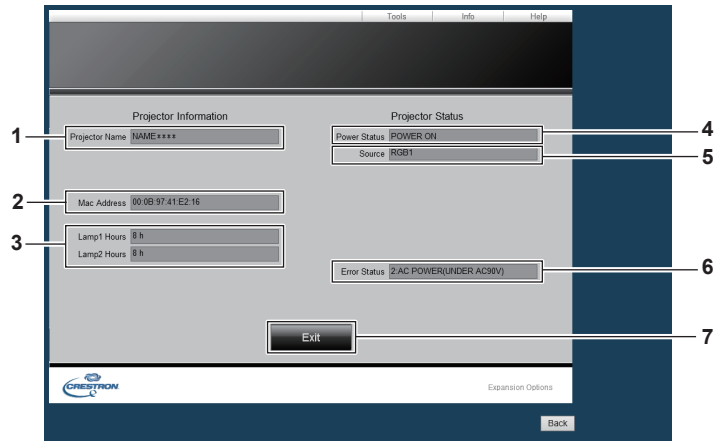 Tools Info Help
Projector Information Projector Status
1 Projector Name NAME**** Power Status POWER ON 4
Source RGB1 5
2 Mac Address 00:0B:97:41:E2:16
3 Lamp1 Hours 8 h
Lamp2 Hours 8 h
Error Status 2:AC POWER(UNDER AC90V) 6
Exit 7
CRESTRON Expansion Options
Back